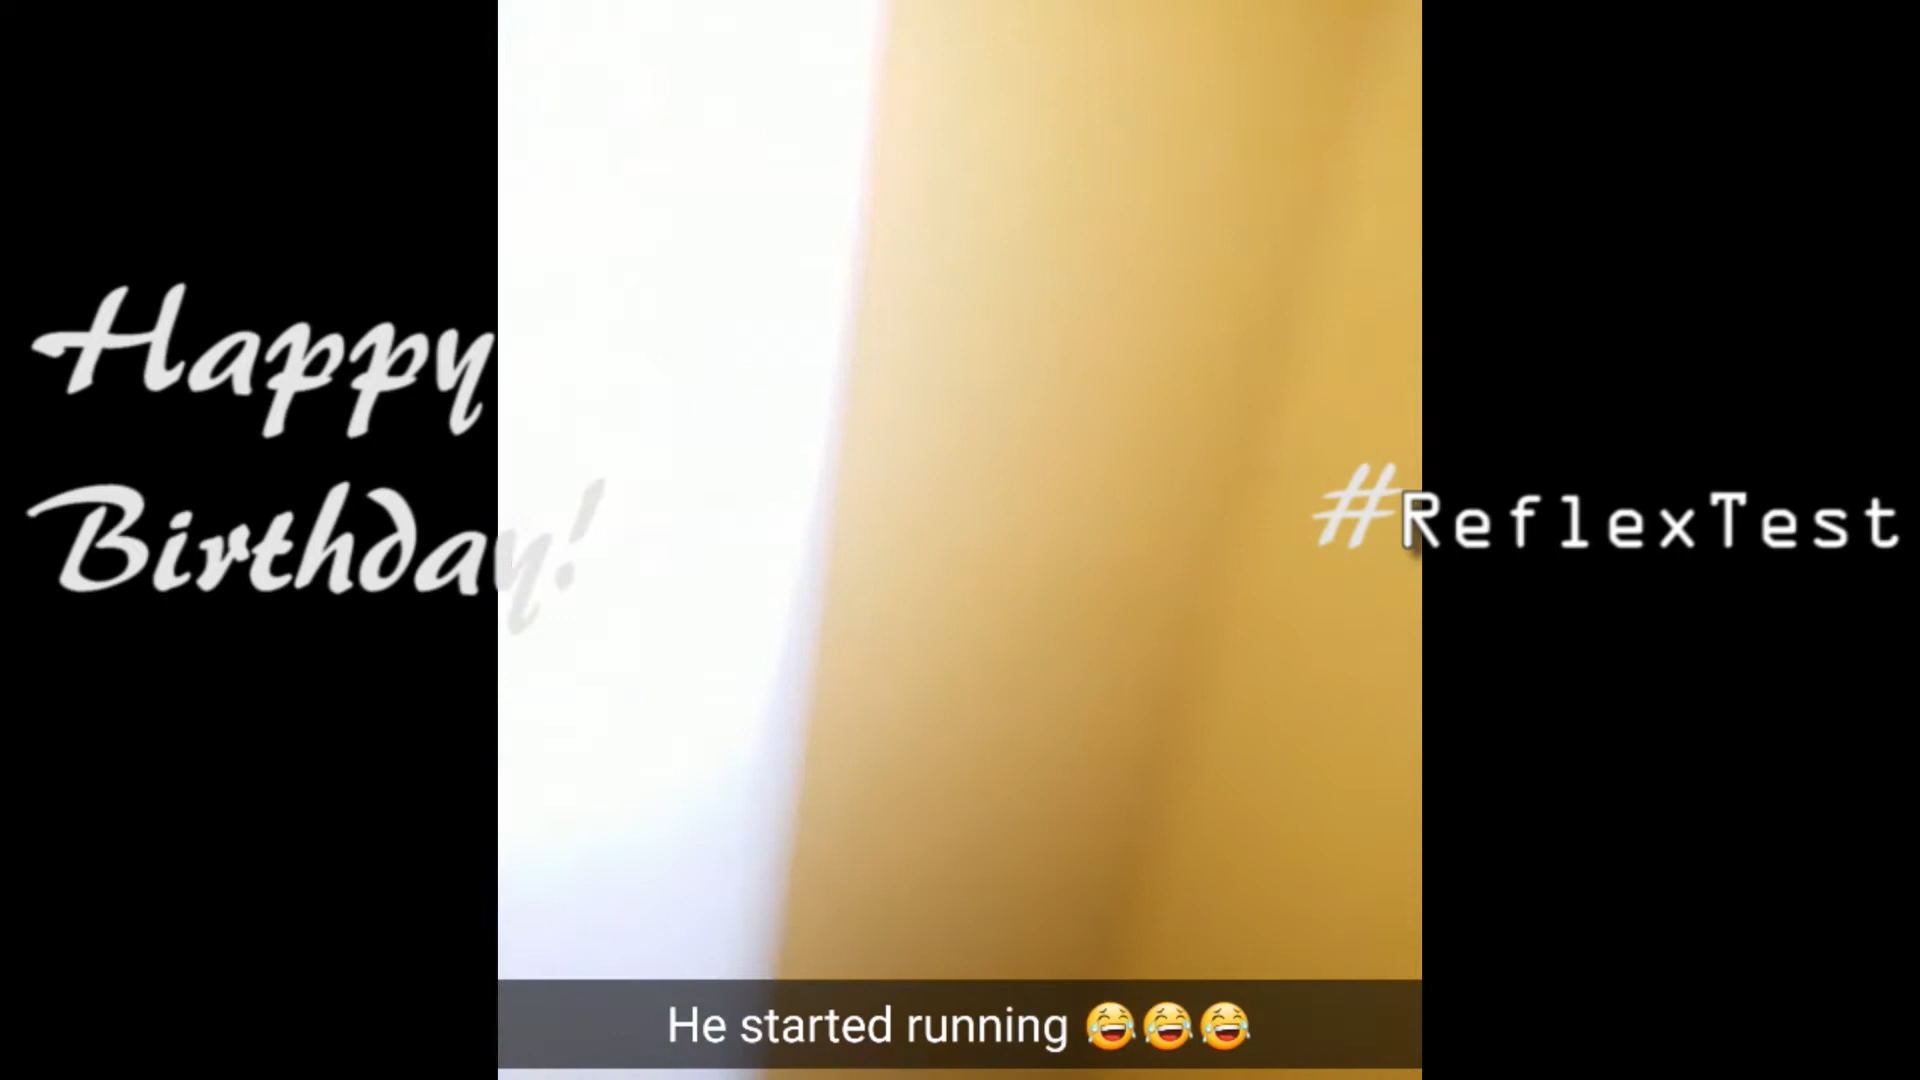 Happy
Birthday!
#ReflexTest
He started running 😂😂😂